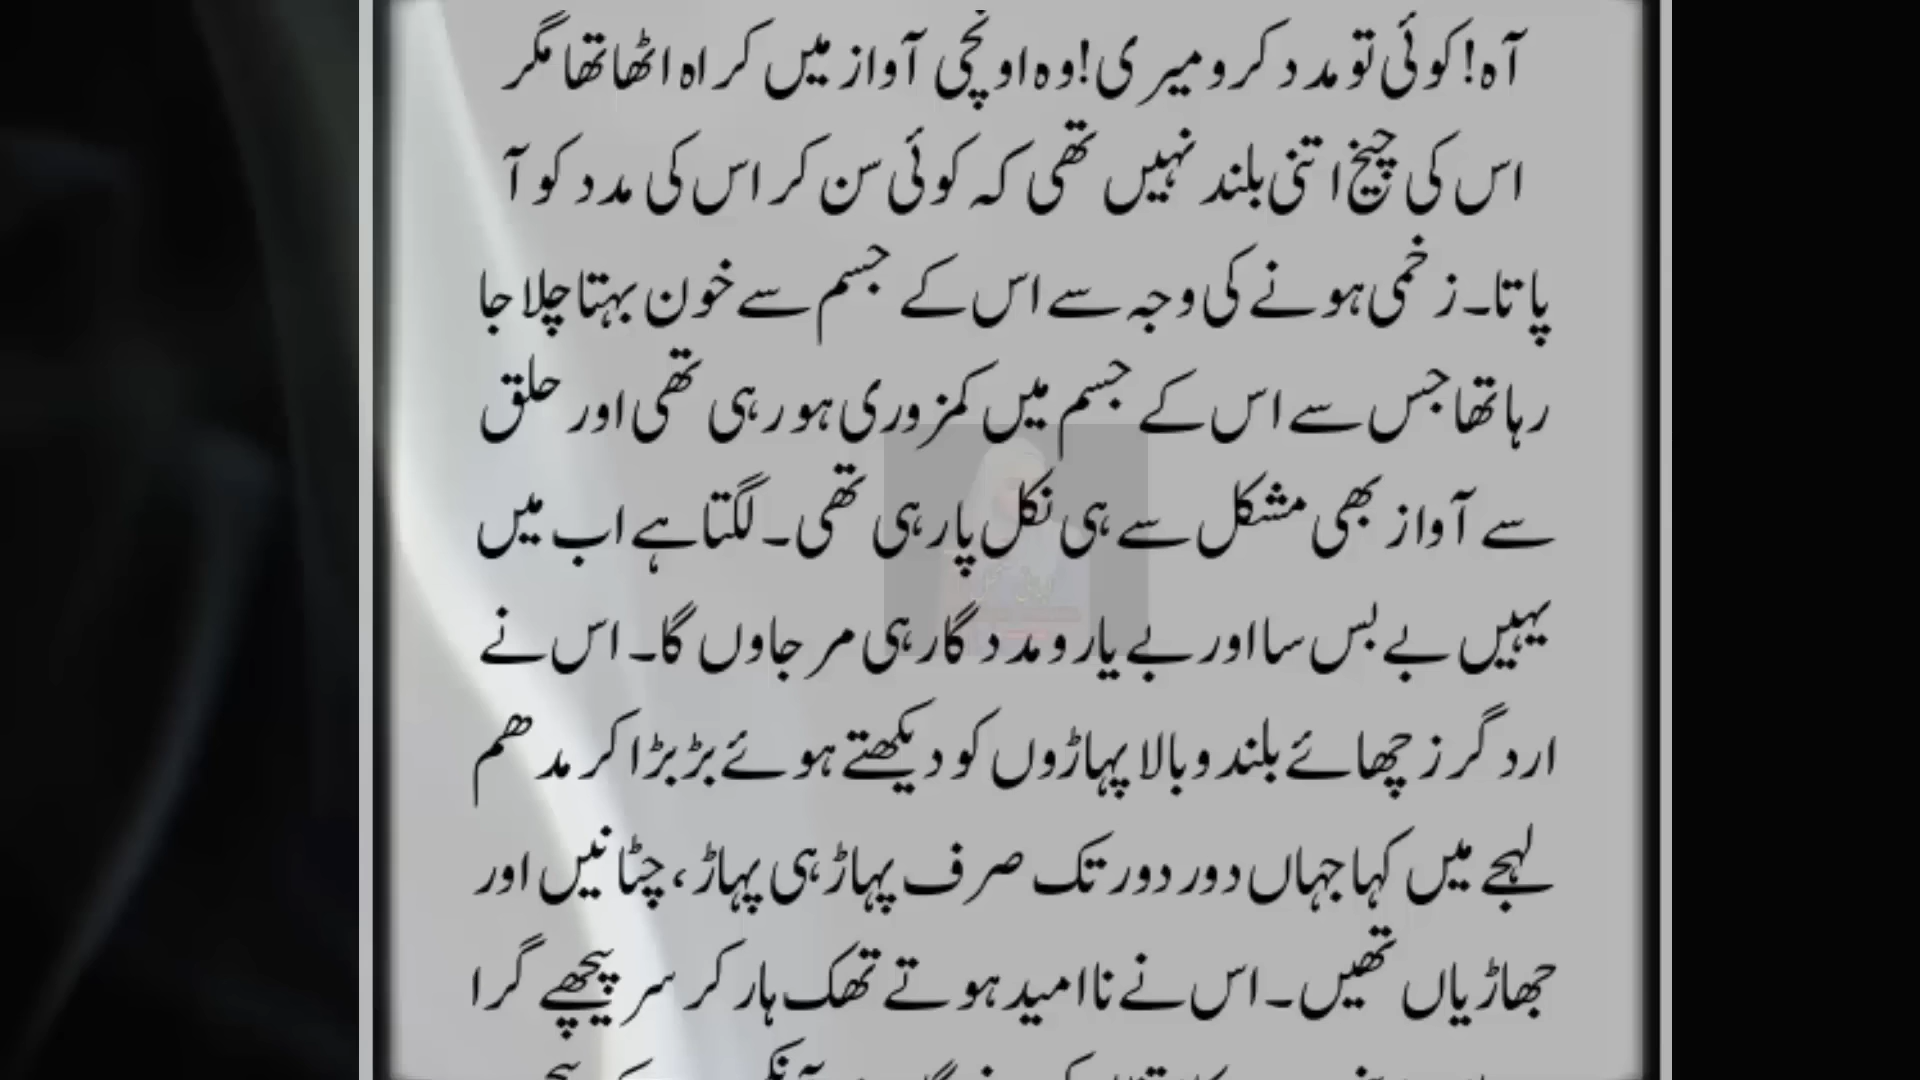 آہ! کوئی تو مدد کرو میری! وہ اونچی آواز میں کراہ اٹھا تھا مگر
اس کی چیخ اتنی بلند نہیں تھی کہ کوئی سن کر اس کی مدد کو آ
پاتا۔ زخمی ہونے کی وجہ سے اس کے جسم سے خون بہتا چلا جا
رہا تھا جس سے اس کے جسم میں کمزوری ہو رہی تھی اور حلق
سے آواز بھی مشکل سے ہی نکل پا رہی تھی۔ لگتا ہے اب میں
یہیں بے بس سا اور بے یار و مددگار ہی مر جاوں گا۔ اس نے
ارد گرز چھائے بلند و بالا پہاڑوں کو دیکھتے ہوئے بڑبڑا کر مدھم
لہجے میں کہا جہاں دور دور تک صرف پہاڑ ہی پہاڑ، چٹانیں اور
جھاڑیاں تھیں۔ اس نے ناامید ہوتے تھک ہار کر سر پیچھے گرا